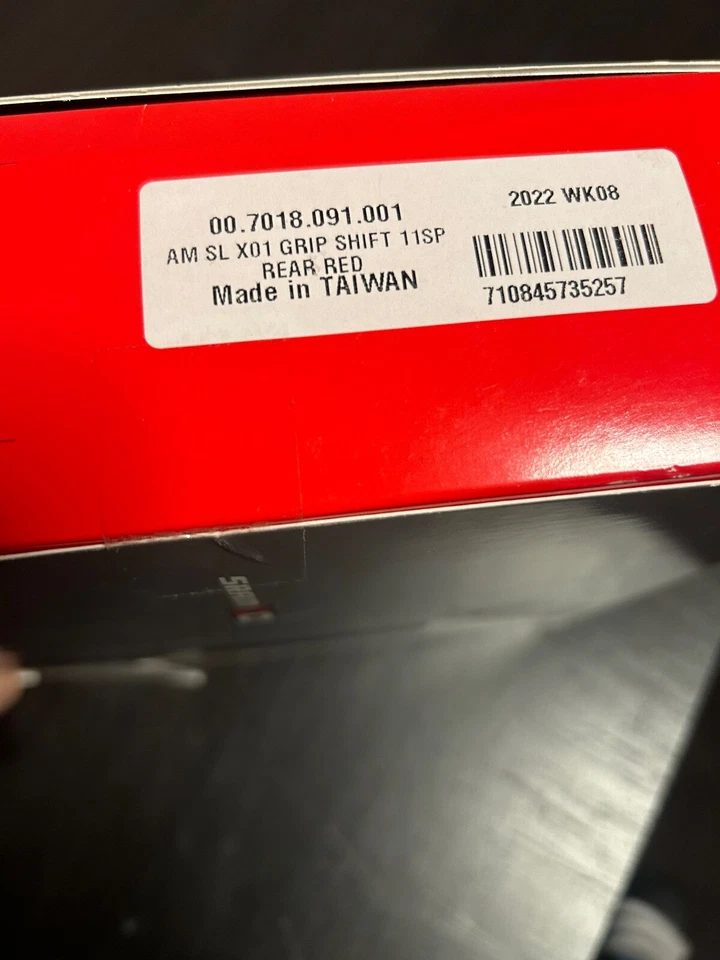 00.7018.091.001
AM SL X01 GRIP SHIFT 11SP
REAR RED
Made in TAIWAN
2022 WK08
710845735257